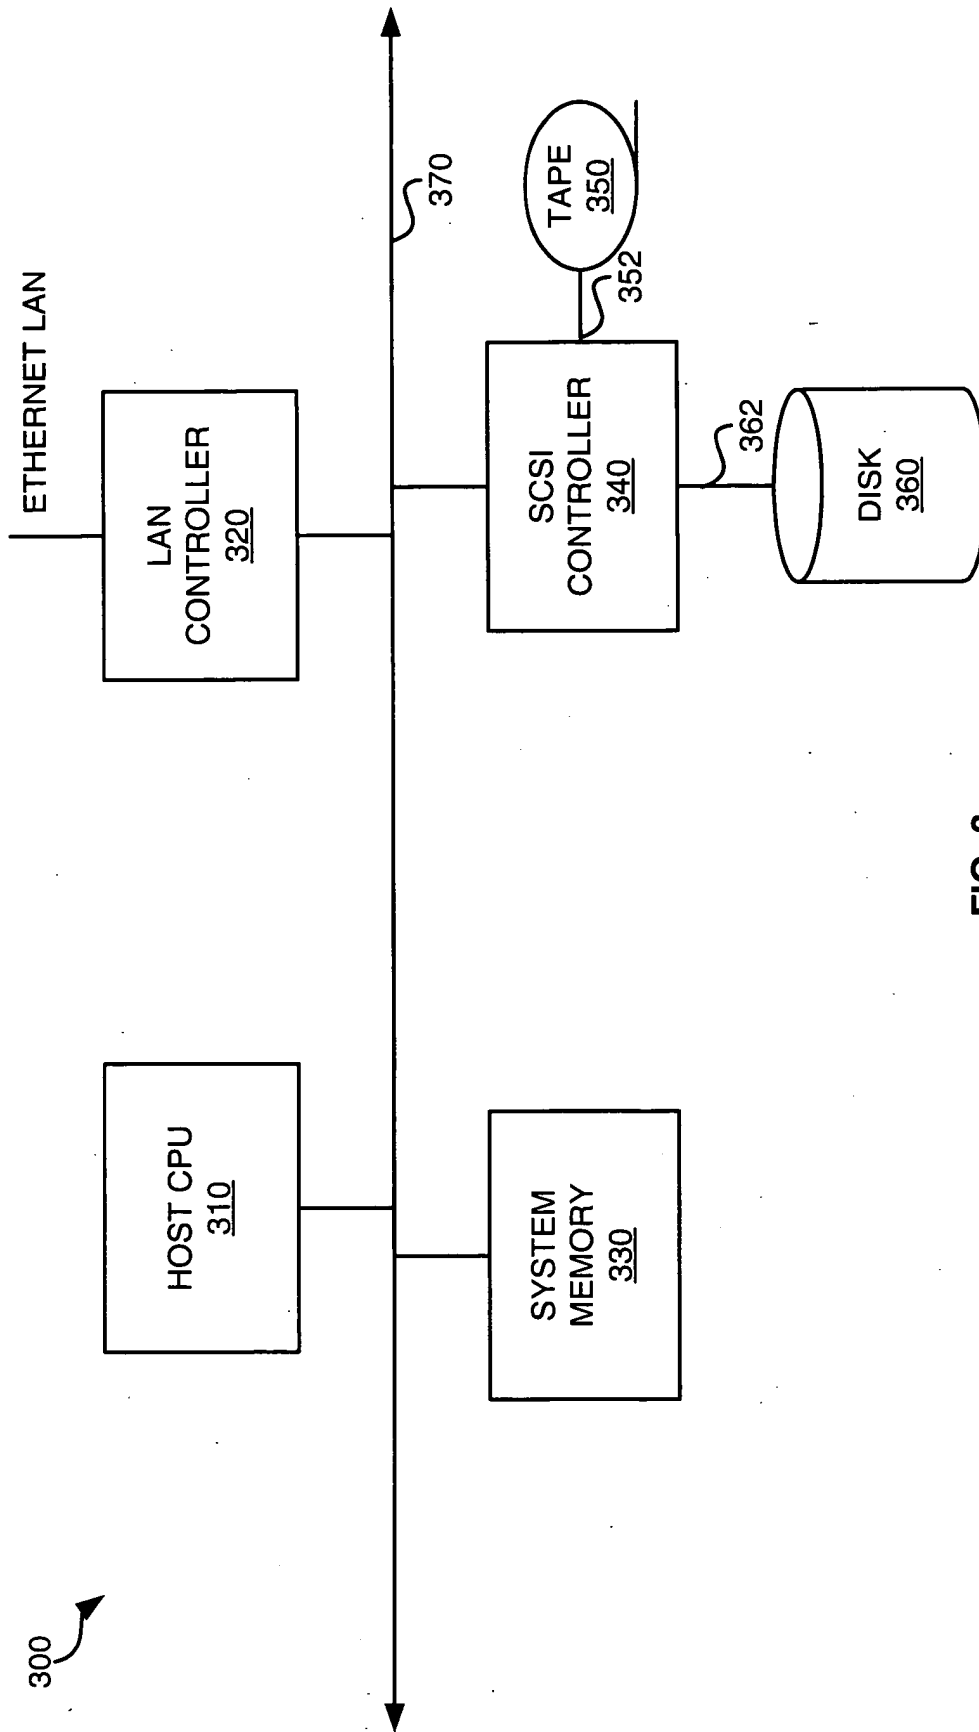 300
ETHERNET LAN
HOST CPU
310
LAN
CONTROLLER
320
370
SYSTEM
MEMORY
330
SCSI
CONTROLLER
340
352
TAPE
350
362
DISK
360
FIG.